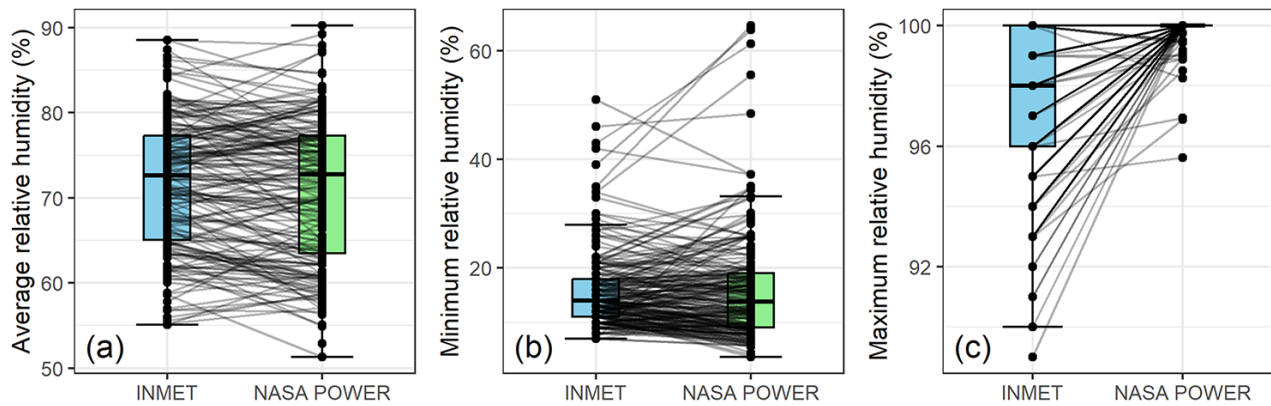 Average relative humidity (%)
90
80
70
60
50
(a)
INMET NASA POWER
Minimum relative humidity (%)
60
40
20
(b)
INMET NASA POWER
Maximum relative humidity (%)
100
96
92
(c)
INMET NASA POWER